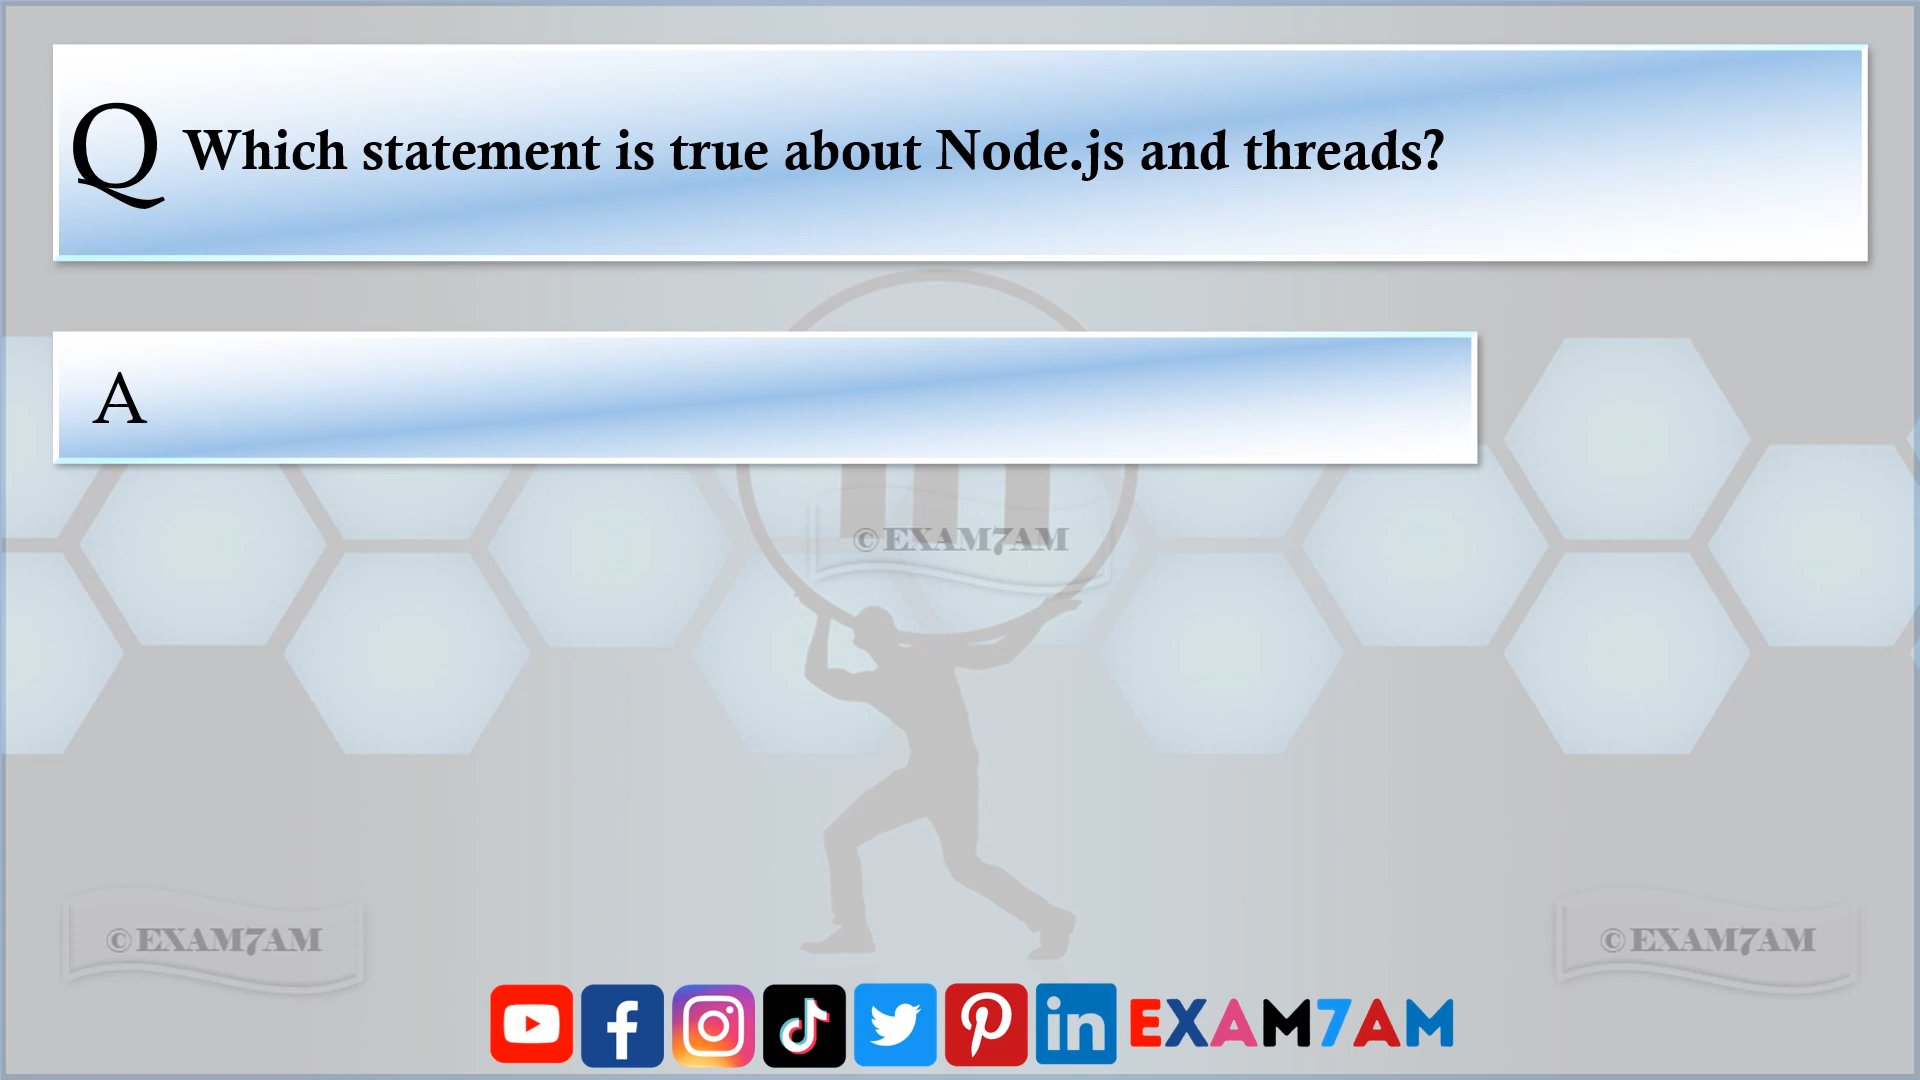 Q Which statement is true about Node.js and threads?
A
©EXAM7AM
©EXAM7AM
©EXAM7AM
EXAM7AM